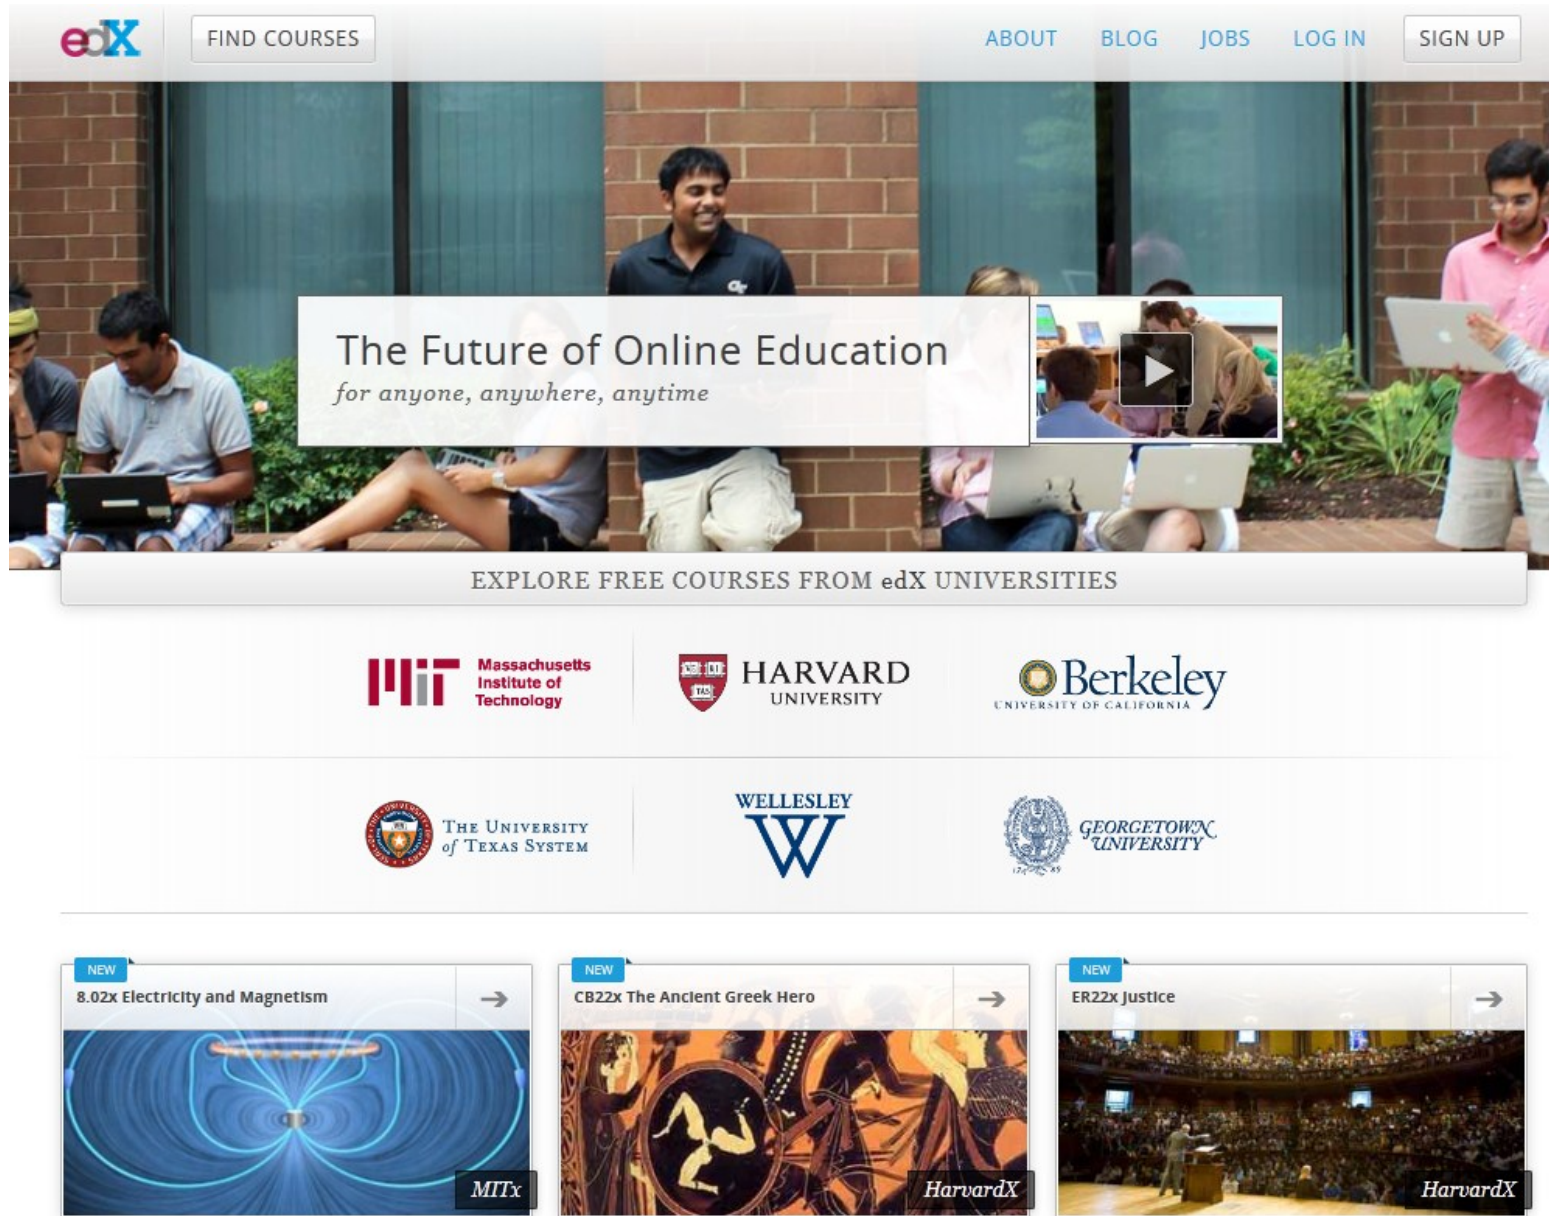 edX
FIND COURSES
ABOUT
BLOG
JOBS
LOG IN
SIGN UP
The Future of Online Education
for anyone, anywhere, anytime
EXPLORE FREE COURSES FROM edX UNIVERSITIES
Massachusetts
Institute of
Technology
HARVARD
UNIVERSITY
Berkeley
UNIVERSITY OF CALIFORNIA
THE UNIVERSITY
of TEXAS SYSTEM
WELLESLEY
W
GEORGETOWN
UNIVERSITY
NEW
8.02x Electricity and Magnetism
MITx
NEW
CB22x The Ancient Greek Hero
HarvardX
NEW
ER22x Justice
HarvardX